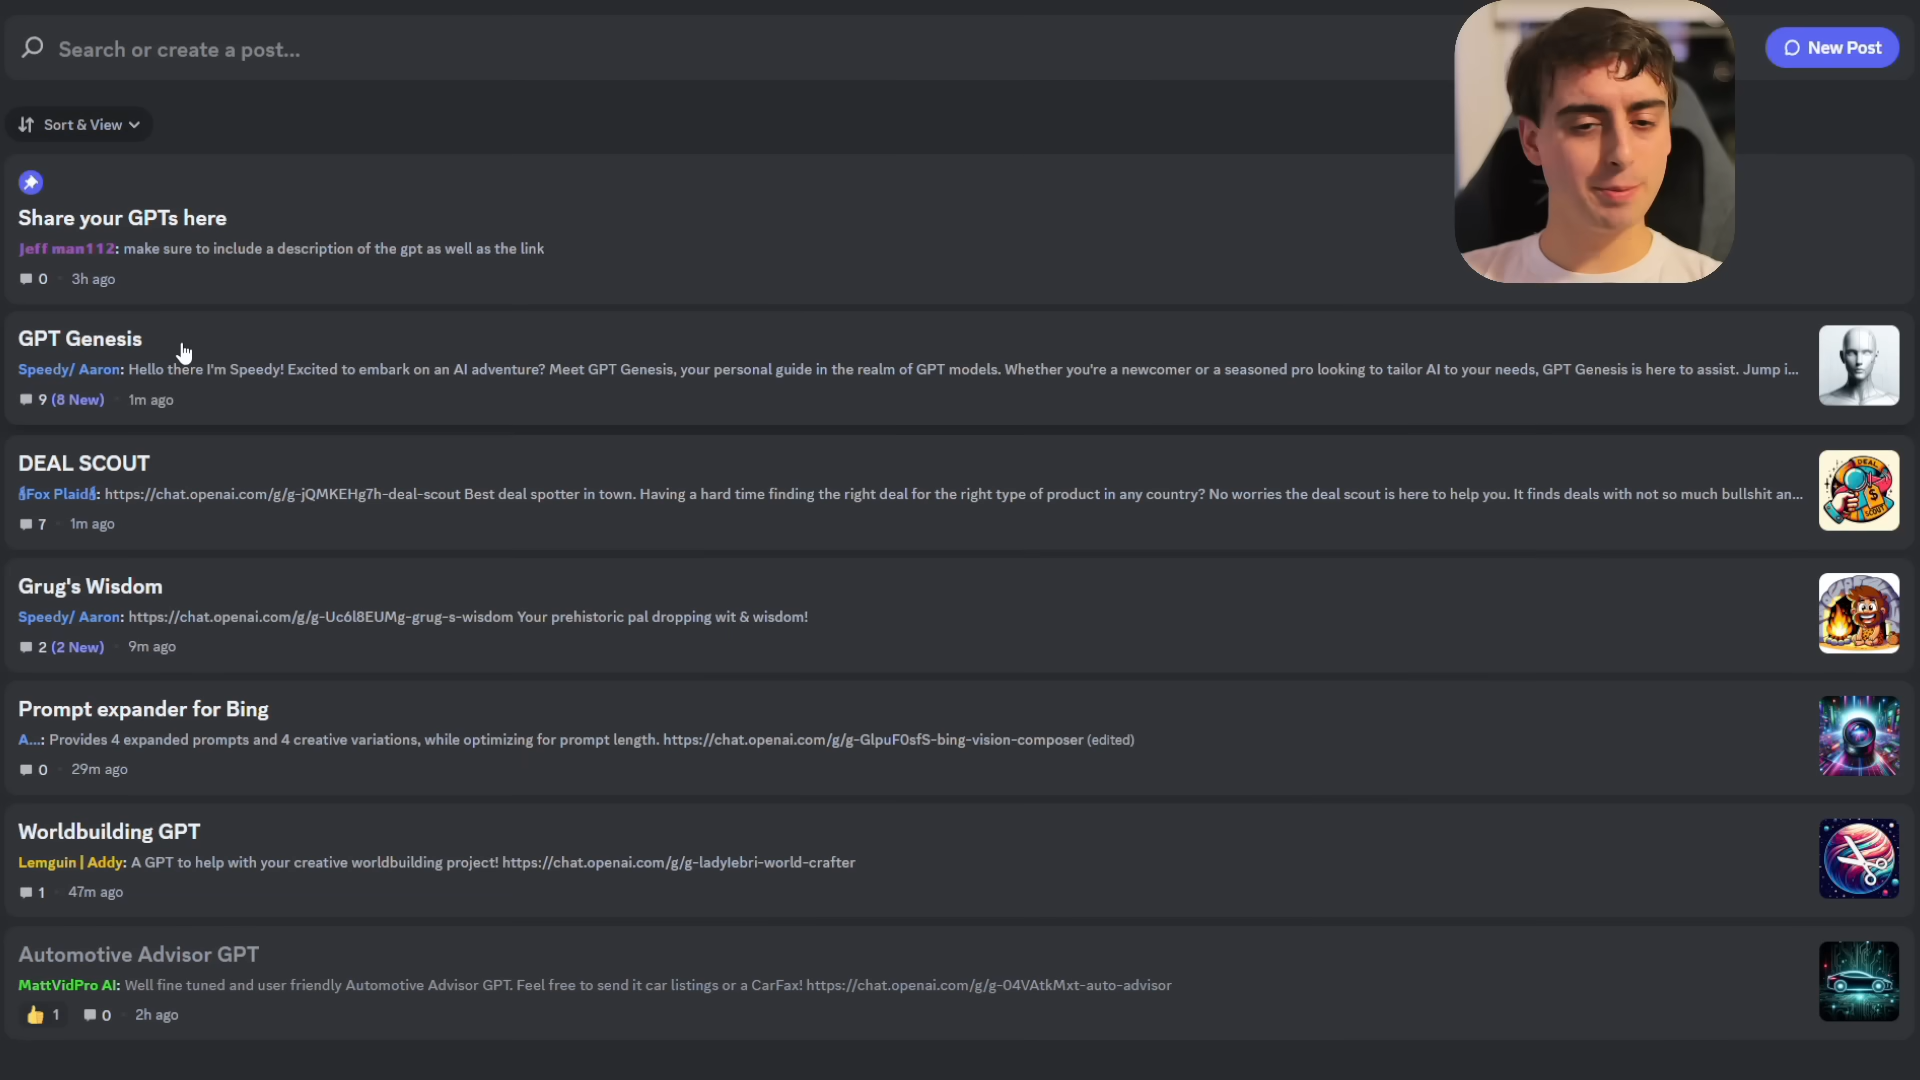 Search or create a post...
New Post
Sort & View
Share your GPTs here
Jeff man112: make sure to include a description of the gpt as well as the link
0 3h ago
GPT Genesis
Speedy/ Aaron: Hello there I'm Speedy! Excited to embark on an AI adventure? Meet GPT Genesis, your personal guide in the realm of GPT models. Whether you're a newcomer or a seasoned pro looking to tailor AI to your needs, GPT Genesis is here to assist. Jump i...
9 (8 New) 1m ago
DEAL SCOUT
Fox Plaid: https://chat.openai.com/g/g-jQMKEHg7h-deal-scout Best deal spotter in town. Having a hard time finding the right deal for the right type of product in any country? No worries the deal scout is here to help you. It finds deals with not so much bullshit an...
7 1m ago
DEAL
SCOUT
Grug's Wisdom
Speedy/ Aaron: https://chat.openai.com/g/g-Uc6l8EUMg-grug-s-wisdom Your prehistoric pal dropping wit & wisdom!
2 (2 New) 9m ago
Prompt expander for Bing
A...: Provides 4 expanded prompts and 4 creative variations, while optimizing for prompt length. https://chat.openai.com/g/g-GlpuF0sfS-bing-vision-composer (edited)
0 29m ago
Worldbuilding GPT
Lemguin | Addy: A GPT to help with your creative worldbuilding project! https://chat.openai.com/g/g-ladylebri-world-crafter
1 47m ago
Automotive Advisor GPT
MattVidPro AI: Well fine tuned and user friendly Automotive Advisor GPT. Feel free to send it car listings or a CarFax! https://chat.openai.com/g/g-04VAtkMxt-auto-advisor
1 0 2h ago